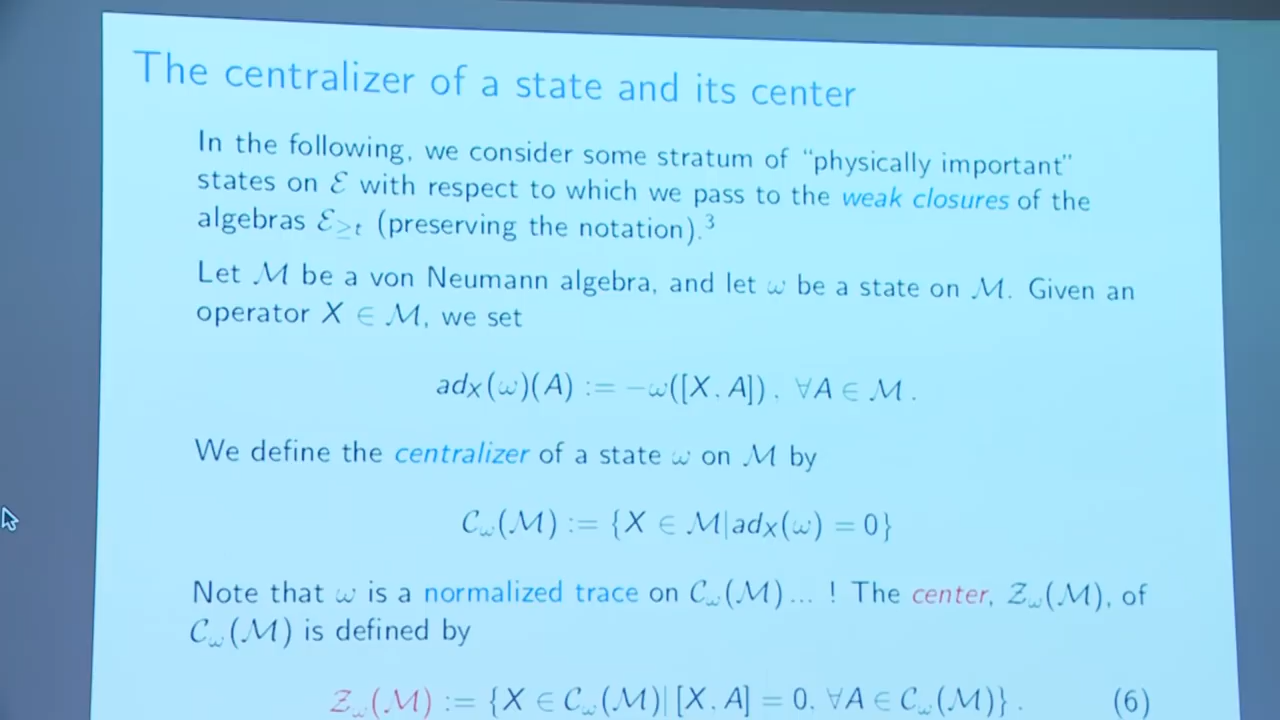 The centralizer of a state and its center
In the following, we consider some stratum of “physically important”
states on ℰ with respect to which we pass to the weak closures of the
algebras ℰ≥t (preserving the notation).³
Let ℳ be a von Neumann algebra, and let ω be a state on ℳ. Given an
operator X ∈ ℳ, we set
adX(ω)(A) := −ω([X, A]), ∀A ∈ ℳ.
We define the centralizer of a state ω on ℳ by
𝒞ω(ℳ) := {X ∈ ℳ|adX(ω) = 0}
Note that ω is a normalized trace on 𝒞ω(ℳ)... ! The center, 𝒵ω(ℳ), of
𝒞ω(ℳ) is defined by
𝒵ω(ℳ) := {X ∈ 𝒞ω(ℳ)| [X, A] = 0, ∀A ∈ 𝒞ω(ℳ)}. (6)